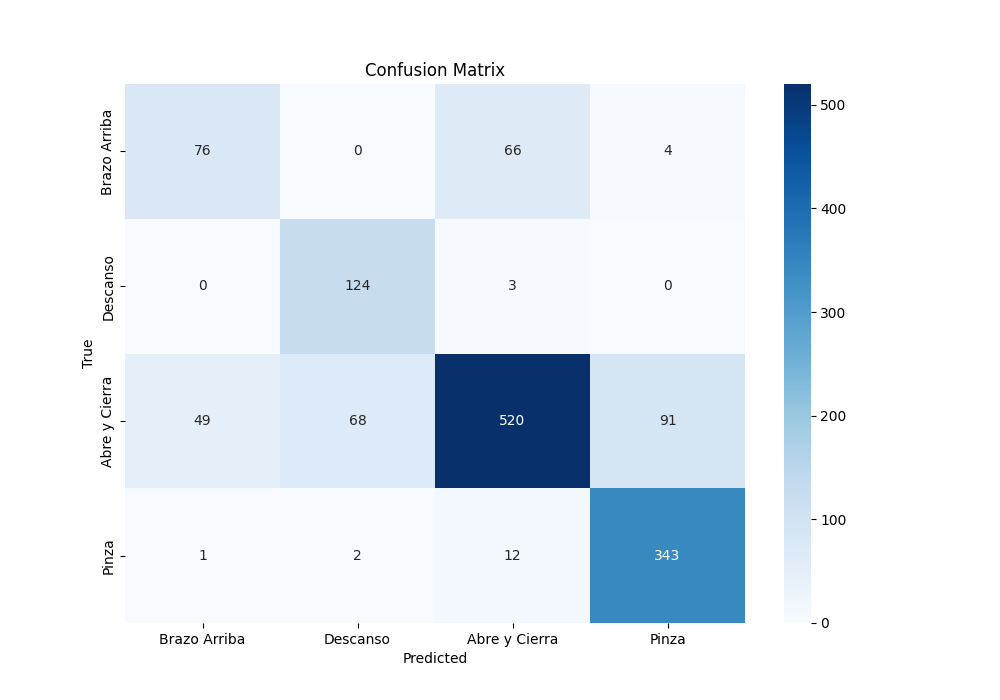 Confusion Matrix
Brazo Arriba
76 0 66 4
Descanso
0 124 3 0
Abre y Cierra
49 68 520 91
Pinza
1 2 12 343
True
Brazo Arriba Descanso Abre y Cierra Pinza
Predicted
500
400
300
200
100
0